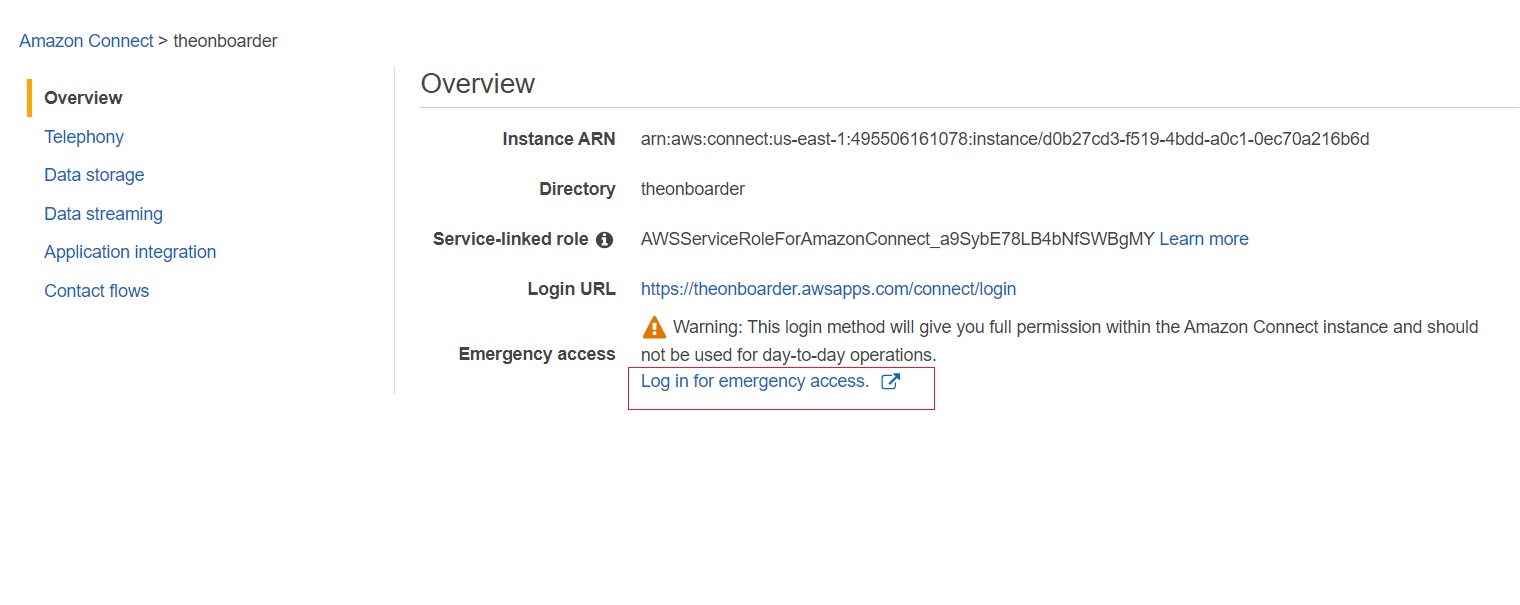 Amazon Connect > theonboarder
Overview
Telephony
Data storage
Data streaming
Application integration
Contact flows
Overview
Instance ARN arn:aws:connect:us-east-1:495506161078:instance/d0b27cd3-f519-4bdd-a0c1-0ec70a216b6d
Directory theonboarder
Service-linked role AWSServiceRoleForAmazonConnect_a9SybE78LB4bNfSWBgMY Learn more
Login URL https://theonboarder.awsapps.com/connect/login
Emergency access Warning: This login method will give you full permission within the Amazon Connect instance and should
not be used for day-to-day operations.
Log in for emergency access.